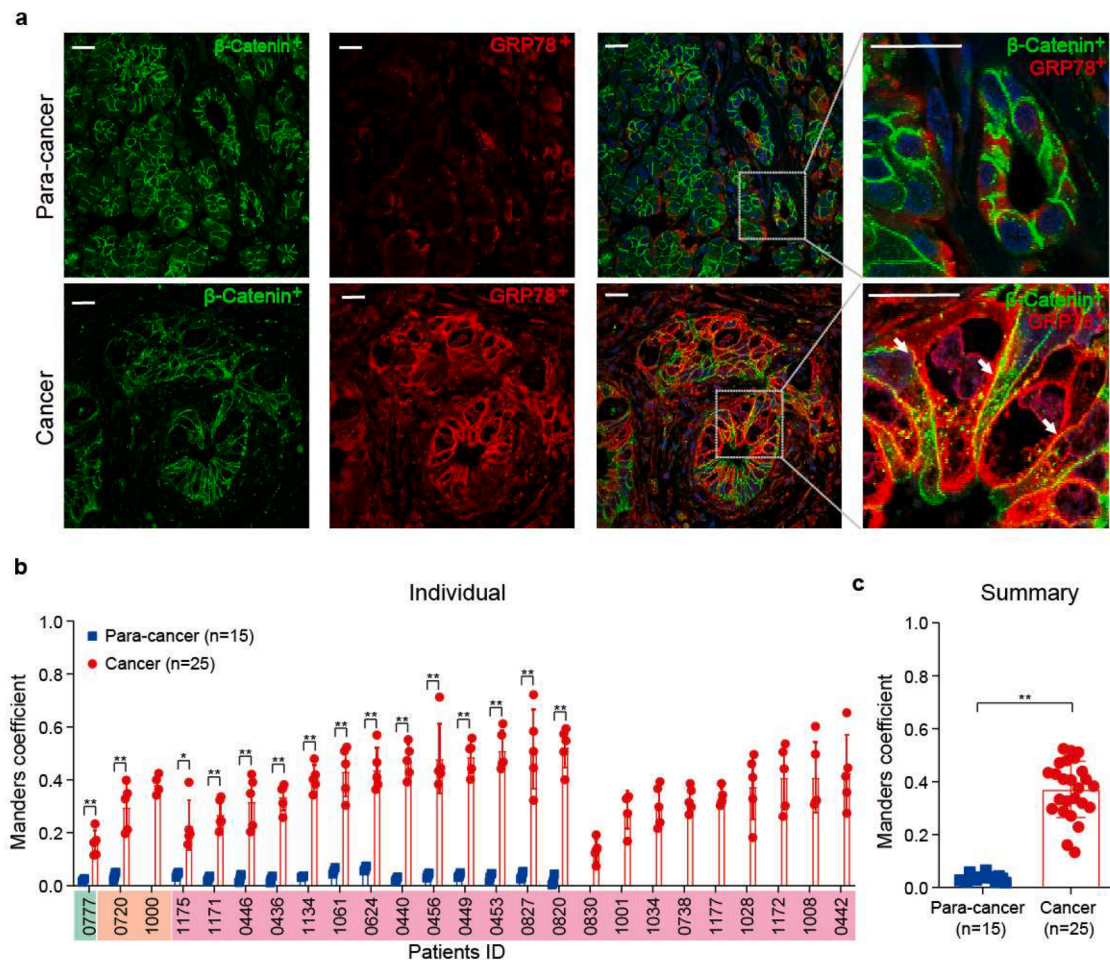 a
β-Catenin⁺
GRP78⁺
β-Catenin⁺
GRP78⁺
Para-cancer
β-Catenin⁺
GRP78⁺
β-Catenin⁺
GRP78⁺
Cancer
b
Individual
Manders coefficient
1.0
0.8
0.6
0.4
0.2
0.0
Para-cancer (n=15)
Cancer (n=25)
** ** * ** ** ** ** ** ** ** ** ** ** ** **
0777 0720 1000 1175 1171 0446 0436 1134 1061 0624 0440 0456 0449 0453 0827 0820 0830 1001 1034 0738 1177 1028 1172 1008 0442
Patients ID
c
Summary
Manders coefficient
1.0
0.8
0.6
0.4
0.2
0.0
**
Para-cancer Cancer
(n=15) (n=25)